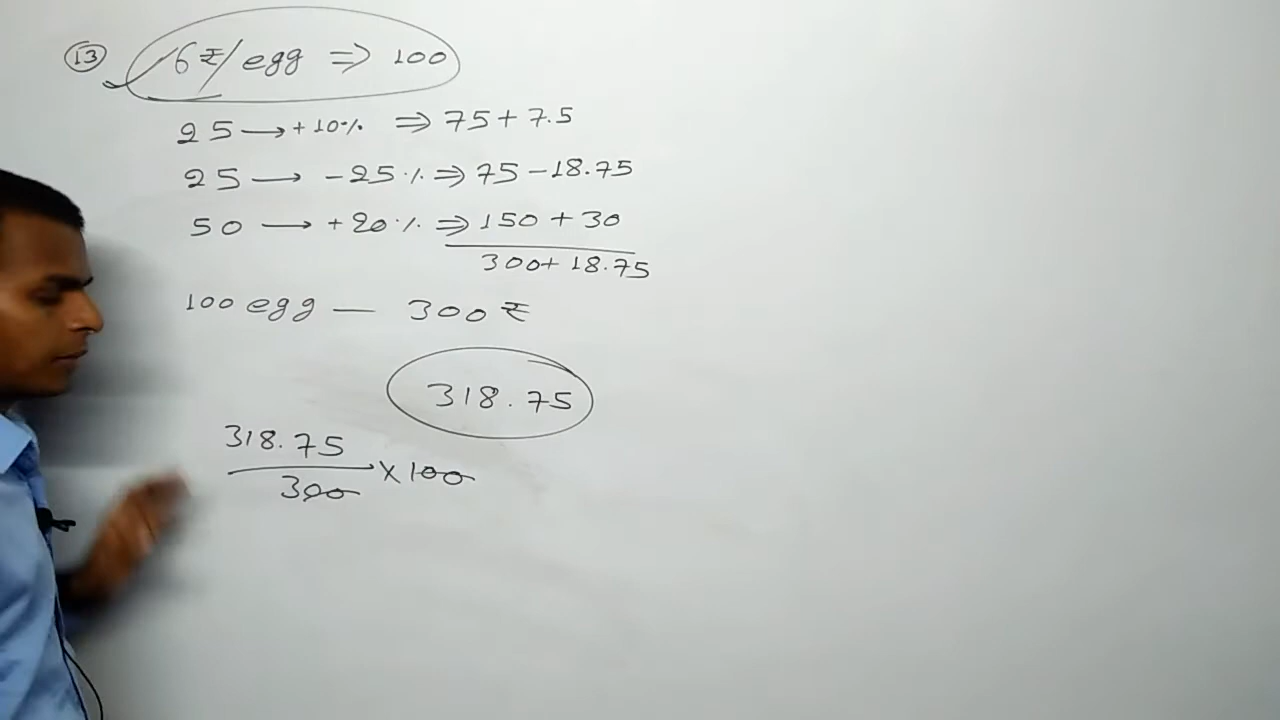 13 6₹/egg ⇒ 100
25 → +10% ⇒ 75 + 7.5
25 → -25% ⇒ 75 - 18.75
50 → +20% ⇒ 150 + 30
300 + 18.75
100 egg — 300₹
318.75
318.75
300 × 100